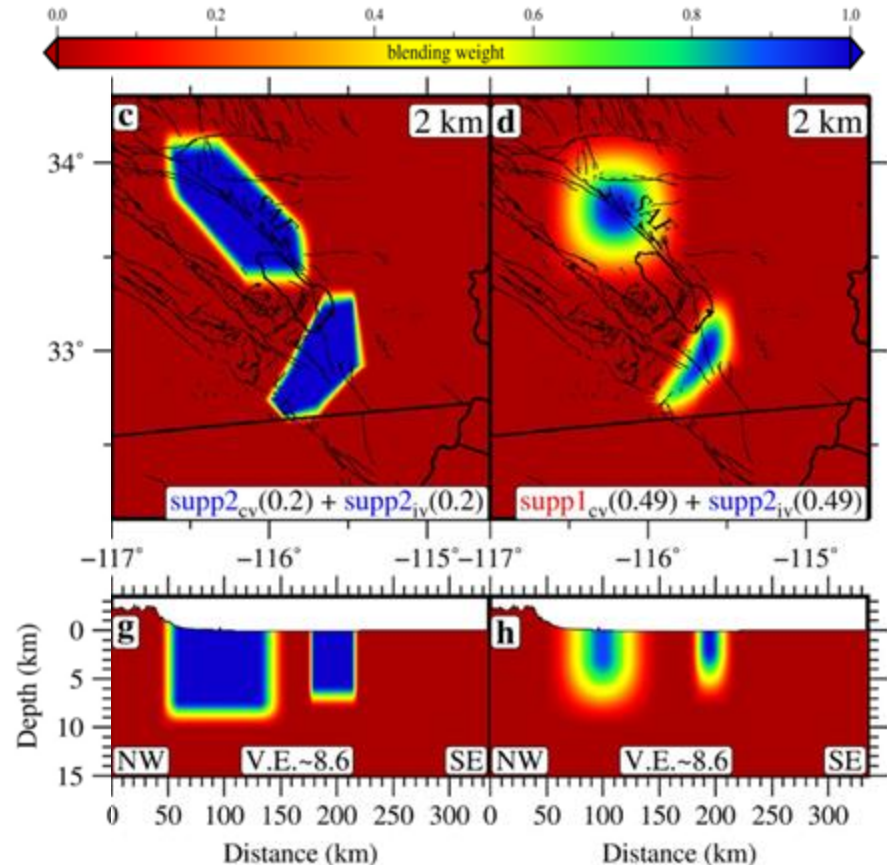 0.0 0.2 0.4 0.6 0.8 1.0
blending weight
c 2 km d 2 km
34°
SAF SAF
33°
supp2cv(0.2) + supp2iv(0.2) supp1cv(0.49) + supp2iv(0.49)
−117° −116° −115° −117° −116° −115°
g h
Depth (km)
0
5
10
15
NW V.E.~8.6 SE NW V.E.~8.6 SE
0 50 100 150 200 250 300 0 50 100 150 200 250 300
Distance (km) Distance (km)